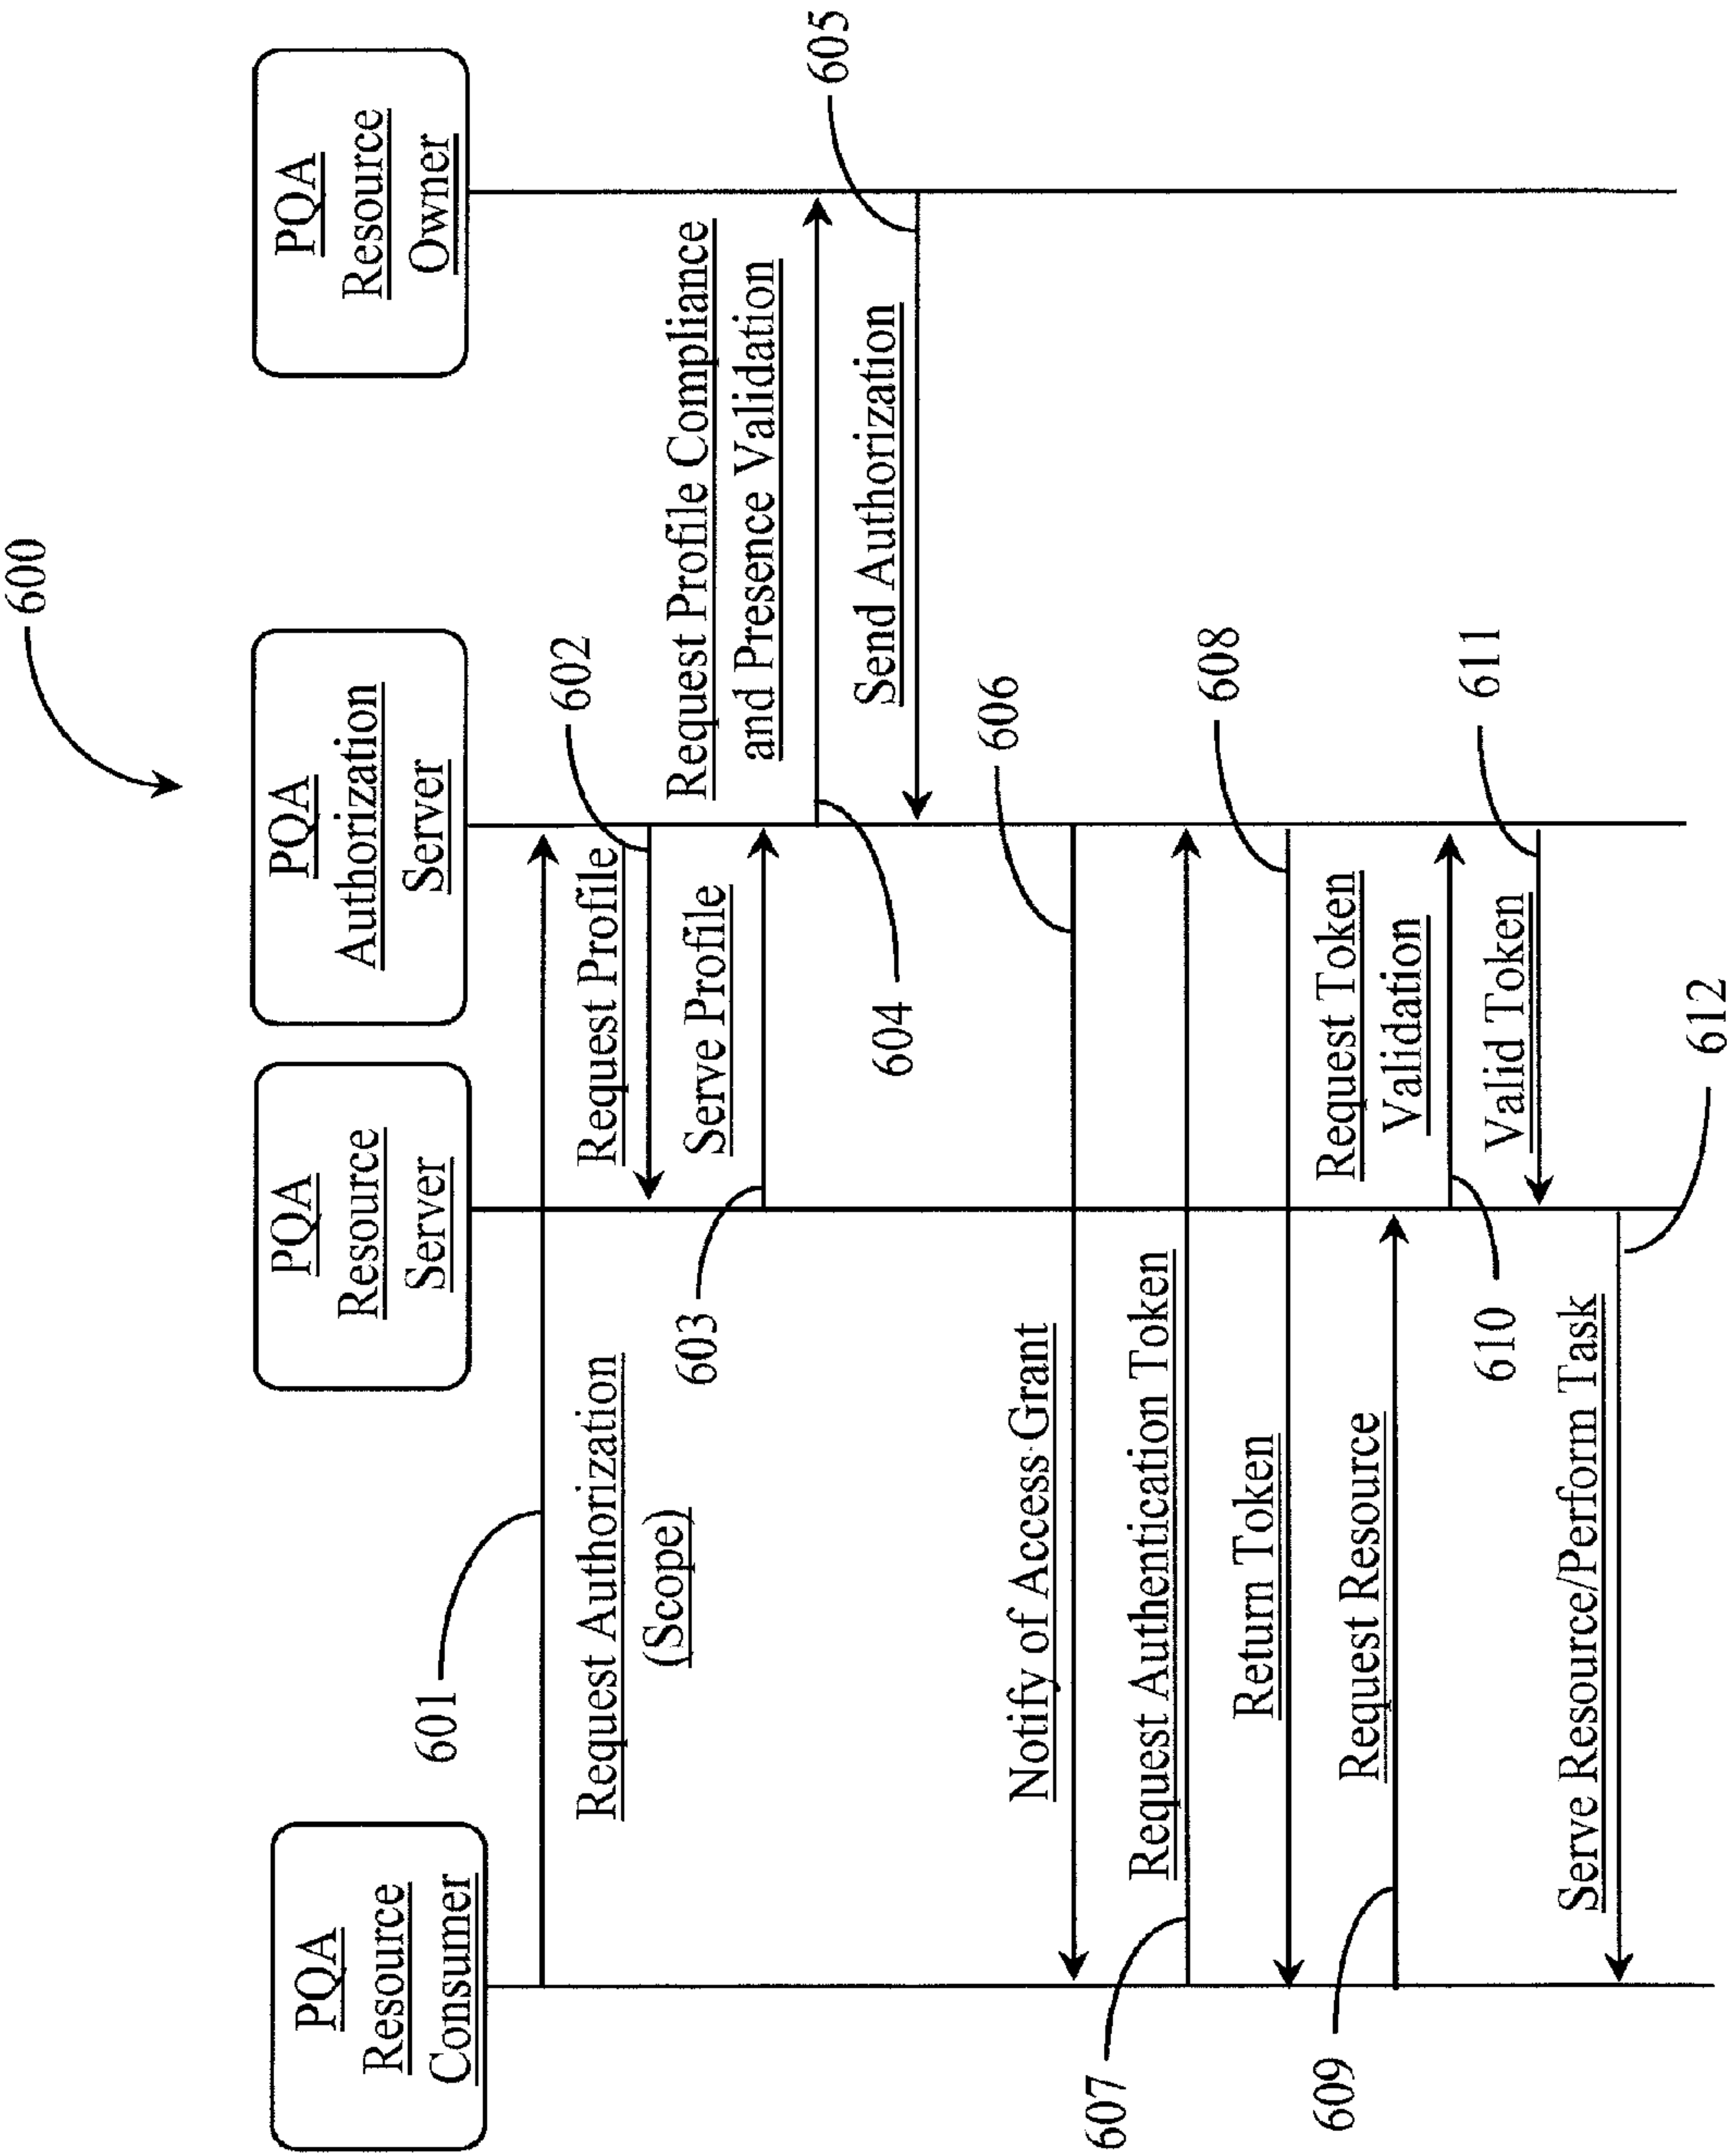 600
PQA
Resource
Consumer
PQA
Resource
Server
PQA
Authorization
Server
PQA
Resource
Owner
601
Request Authorization
(Scope)
602
Request Profile
603
Serve Profile
604
Request Profile Compliance
and Presence Validation
605
Send Authorization
606
Notify of Access Grant
607
Request Authentication Token
608
Return Token
609
Request Resource
610
Request Token
Validation
611
Valid Token
612
Serve Resource/Perform Task